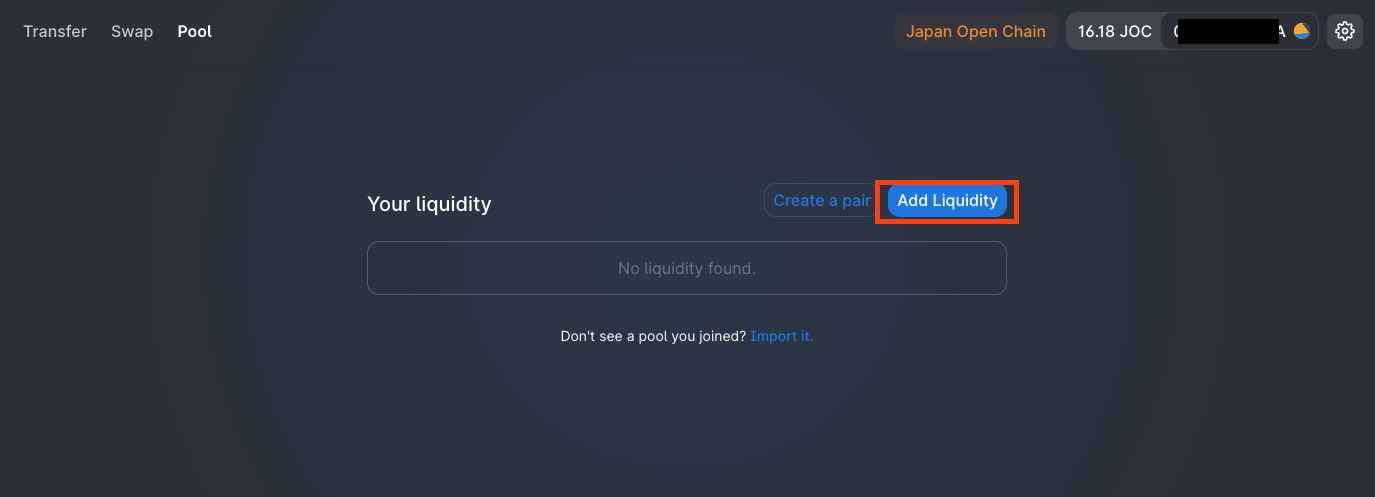 Transfer Swap Pool Japan Open Chain 16.18 JOC
Your liquidity Create a pair Add Liquidity
No liquidity found.
Don't see a pool you joined? Import it.